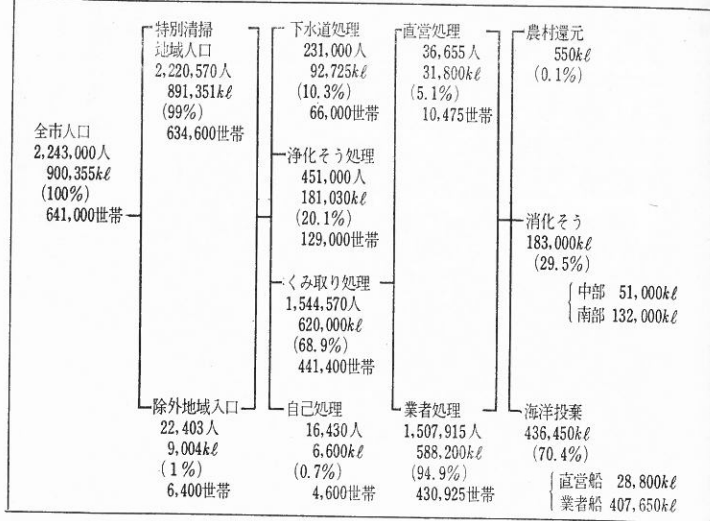 全市人口
2,243,000人
900,355kℓ
(100%)
641,000世帯
特別清掃
地域人口
2,220,570人
891,351kℓ
(99%)
634,600世帯
除外地域人口
22,403人
9,004kℓ
(1%)
6,400世帯
下水道処理
231,000人
92,725kℓ
(10.3%)
66,000世帯
浄化そう処理
451,000人
181,030kℓ
(20.1%)
129,000世帯
くみ取り処理
1,544,570人
620,000kℓ
(68.9%)
441,400世帯
自己処理
16,430人
6,600kℓ
(0.7%)
4,600世帯
直営処理
36,655人
31,800kℓ
(5.1%)
10,475世帯
業者処理
1,507,915人
588,200kℓ
(94.9%)
430,925世帯
農村還元
550kℓ
(0.1%)
消化そう
183,000kℓ
(29.5%)
中部 51,000kℓ
南部 132,000kℓ
海洋投棄
436,450kℓ
(70.4%)
直営船 28,800kℓ
業者船 407,650kℓ